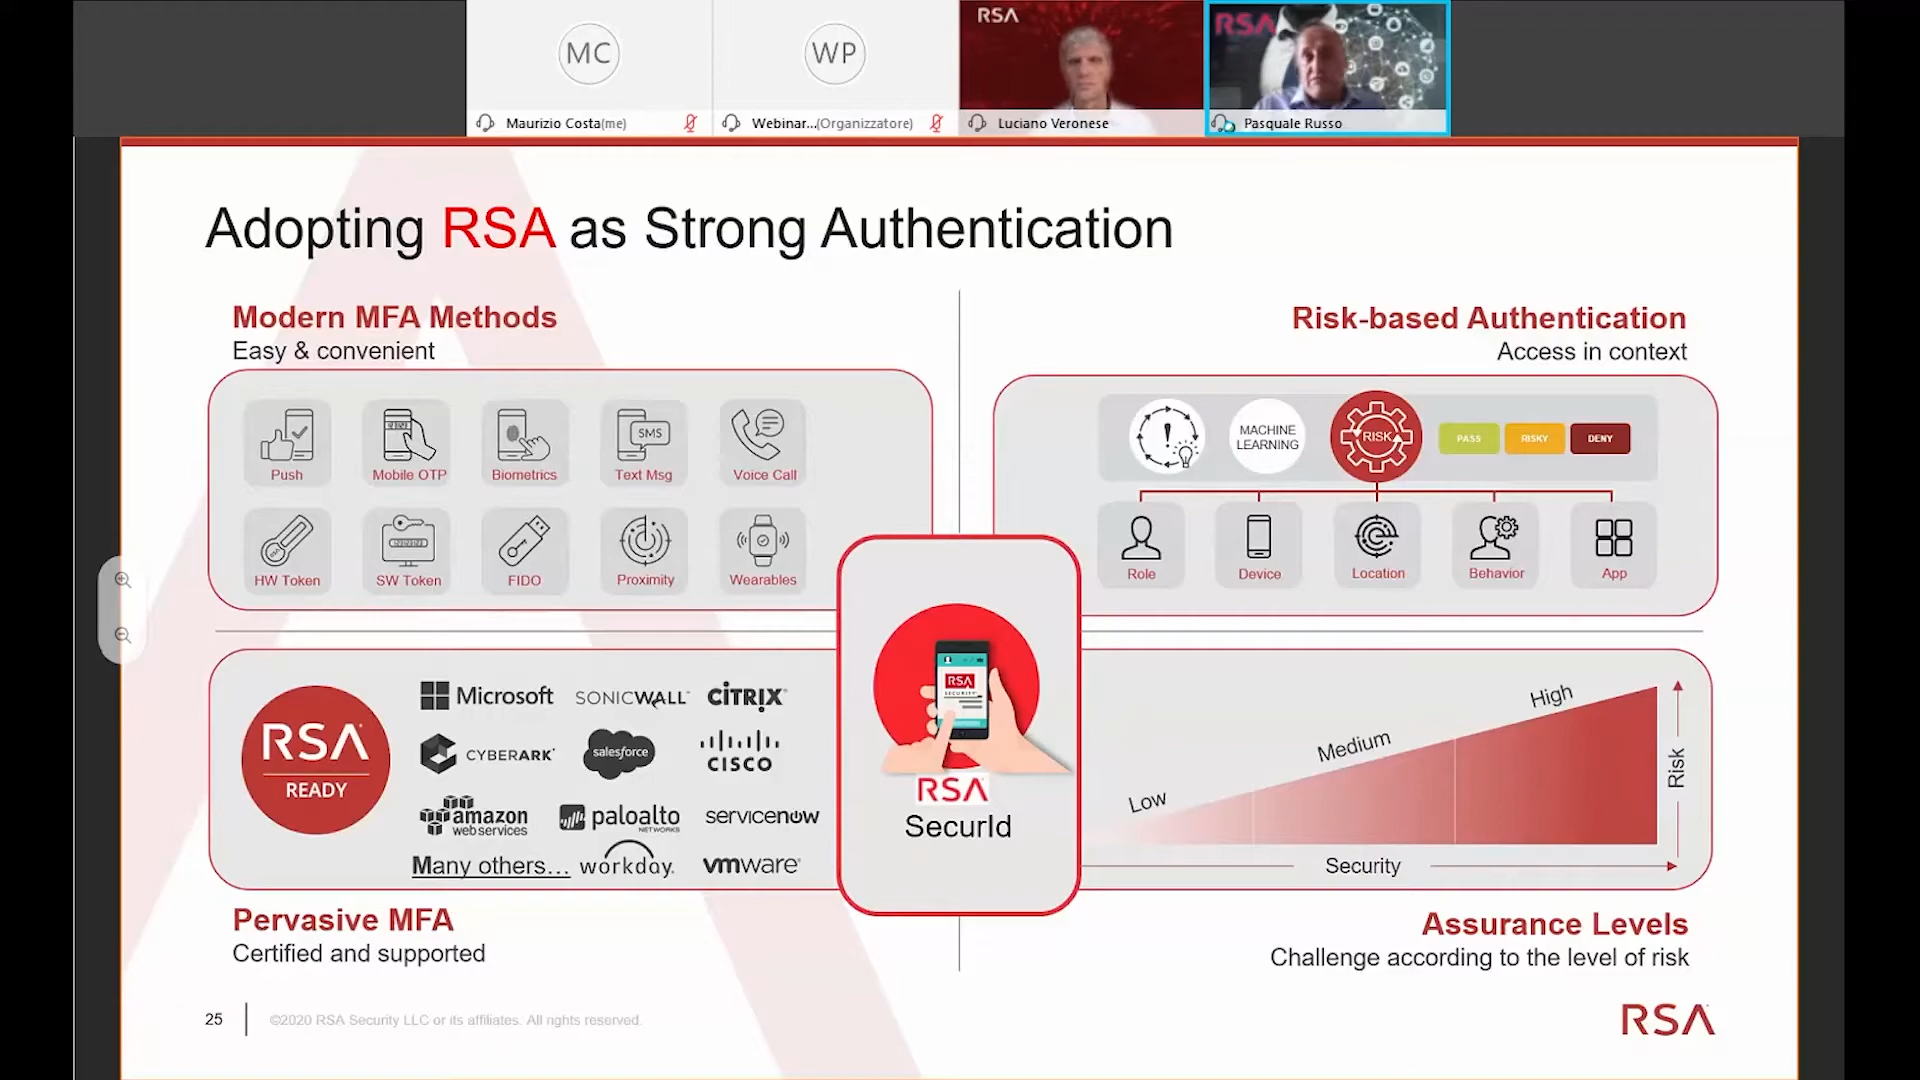 MC
WP
RSA
RSA
Maurizio Costa(me)
Webinar...(Organizzatore)
Luciano Veronese
Pasquale Russo
Adopting RSA as Strong Authentication
Modern MFA Methods
Easy & convenient
Push
Mobile OTP
Biometrics
SMS
Text Msg
Voice Call
HW Token
SW Token
FIDO
Proximity
Wearables
Risk-based Authentication
Access in context
MACHINE
LEARNING
RISK
PASS
RISKY
DENY
Role
Device
Location
Behavior
App
RSA
READY
Microsoft
SONICWALL
CITRIX
CYBERARK
salesforce
CISCO
amazon
webservices
paloalto
NETWORKS
servicenow
Many others...
workday.
vmware
Pervasive MFA
Certified and supported
RSA
SECURITY
RSA
SecurId
Low
Medium
High
Risk
Security
Assurance Levels
Challenge according to the level of risk
25
©2020 RSA Security LLC or its affiliates. All rights reserved.
RSA